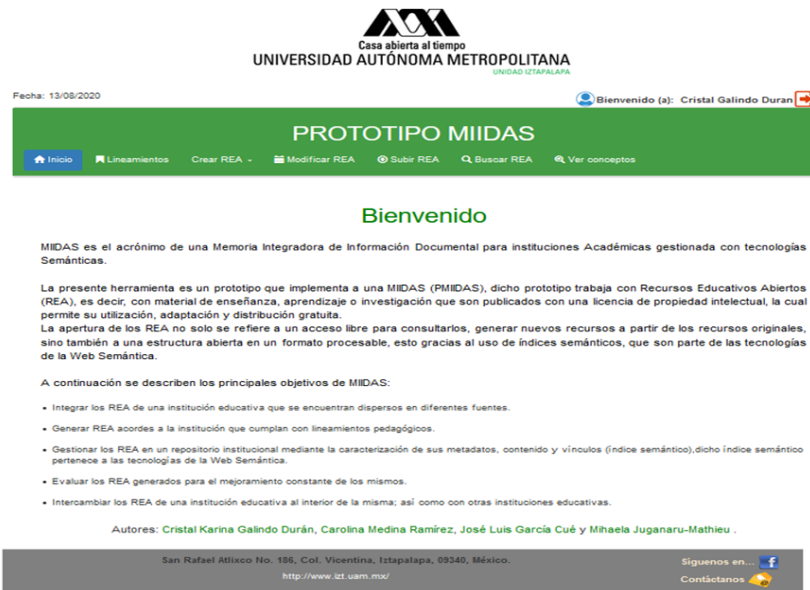 Casa abierta al tiempo
UNIVERSIDAD AUTÓNOMA METROPOLITANA
UNIDAD IZTAPALAPA
Fecha: 13/08/2020
Bienvenido (a): Cristal Galindo Duran
PROTOTIPO MIIDAS
Inicio Lineamientos Crear REA Modificar REA Subir REA Buscar REA Ver conceptos
Bienvenido
MIIDAS es el acrónimo de una Memoria Integradora de Información Documental para instituciones Académicas gestionada con tecnologías
Semánticas.
La presente herramienta es un prototipo que implementa a una MIIDAS (PMIIDAS), dicho prototipo trabaja con Recursos Educativos Abiertos
(REA), es decir, con material de enseñanza, aprendizaje o investigación que son publicados con una licencia de propiedad intelectual, la cual
permite su utilización, adaptación y distribución gratuita.
La apertura de los REA no solo se refiere a un acceso libre para consultarlos, generar nuevos recursos a partir de los recursos originales,
sino también a una estructura abierta en un formato procesable, esto gracias al uso de índices semánticos, que son parte de las tecnologías
de la Web Semántica.
A continuación se describen los principales objetivos de MIIDAS:
• Integrar los REA de una institución educativa que se encuentran dispersos en diferentes fuentes.
• Generar REA acordes a la institución que cumplan con lineamientos pedagógicos.
• Gestionar los REA en un repositorio institucional mediante la caracterización de sus metadatos, contenido y vínculos (índice semántico),dicho índice semántico
pertenece a las tecnologías de la Web Semántica.
• Evaluar los REA generados para el mejoramiento constante de los mismos.
• Intercambiar los REA de una institución educativa al interior de la misma; así como con otras instituciones educativas.
Autores: Cristal Karina Galindo Durán, Carolina Medina Ramírez, José Luis García Cué y Mihaela Juganaru-Mathieu .
San Rafael Atlixco No. 186, Col. Vicentina, Iztapalapa, 09340, México.
http://www.izt.uam.mx/
Síguenos en...
Contáctanos